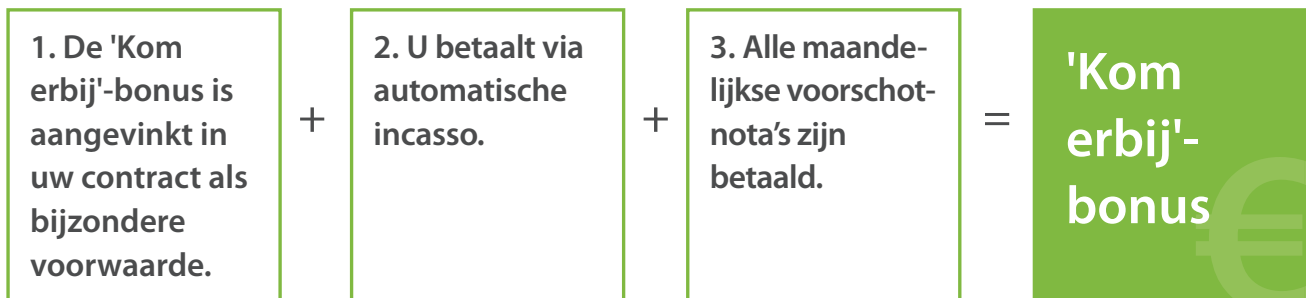 1. De 'Kom
erbij'-bonus is
aangevinkt in
uw contract als
bijzondere
voorwaarde.
+
2. U betaalt via
automatische
incasso.
+
3. Alle maande-
lijkse voorschot-
nota’s zijn
betaald.
=
'Kom
erbij'-
bonus
€